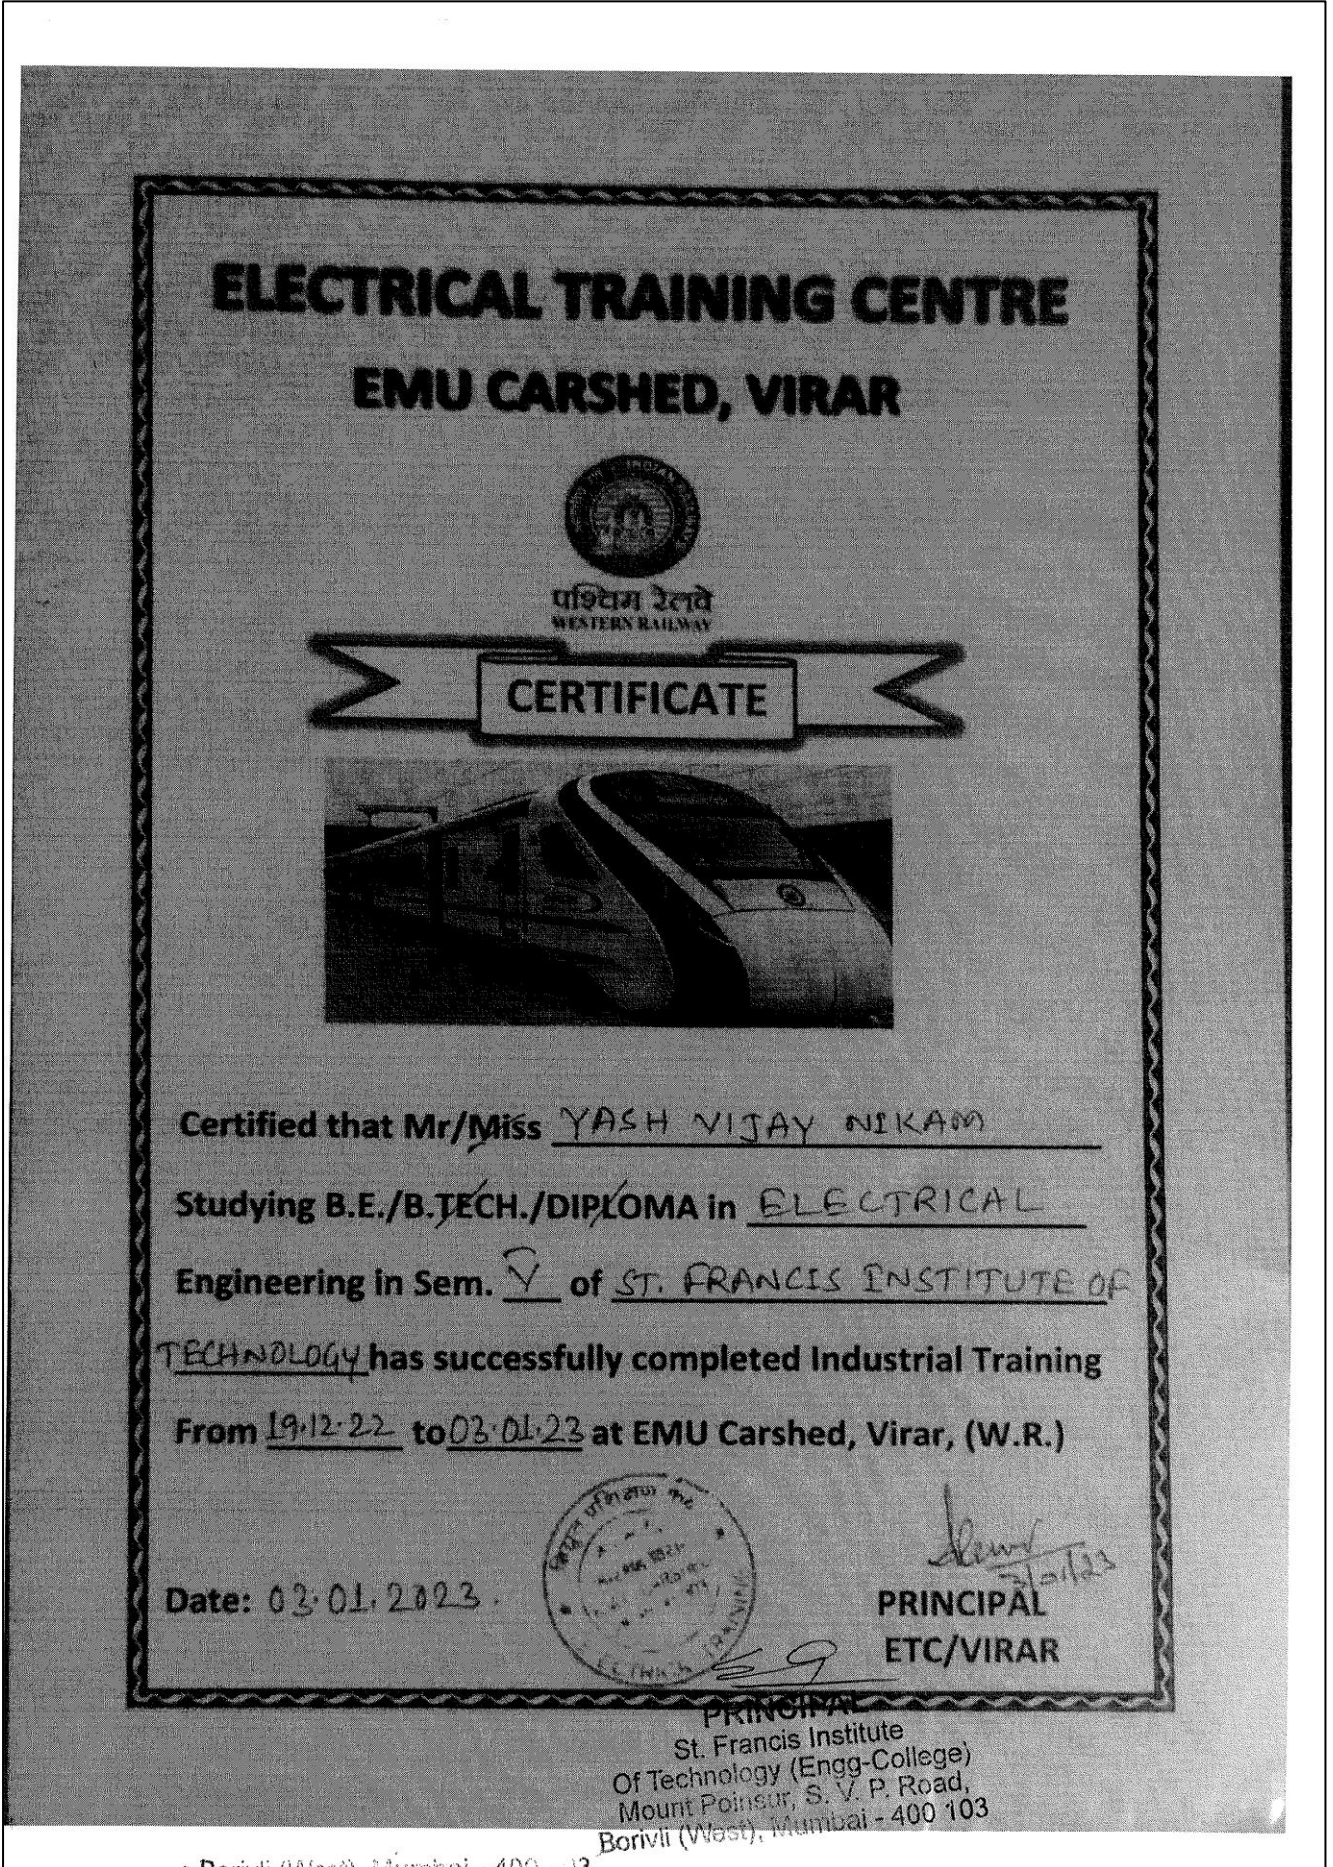 ELECTRICAL TRAINING CENTRE
EMU CARSHED, VIRAR
पश्चिम रेलवे
WESTERN RAILWAY
CERTIFICATE
Certified that Mr/Miss YASH VIJAY NIKAM
Studying B.E./B.TECH./DIPLOMA in ELECTRICAL
Engineering in Sem. V of ST. FRANCIS INSTITUTE OF
TECHNOLOGY has successfully completed Industrial Training
From 19.12.22 to 03.01.23 at EMU Carshed, Virar, (W.R.)
Date: 03.01.2023.
PRINCIPAL
ETC/VIRAR
PRINCIPAL
St. Francis Institute
Of Technology (Engg-College)
Mount Poinsur, S. V. P. Road,
Borivli (West), Mumbai - 400 103